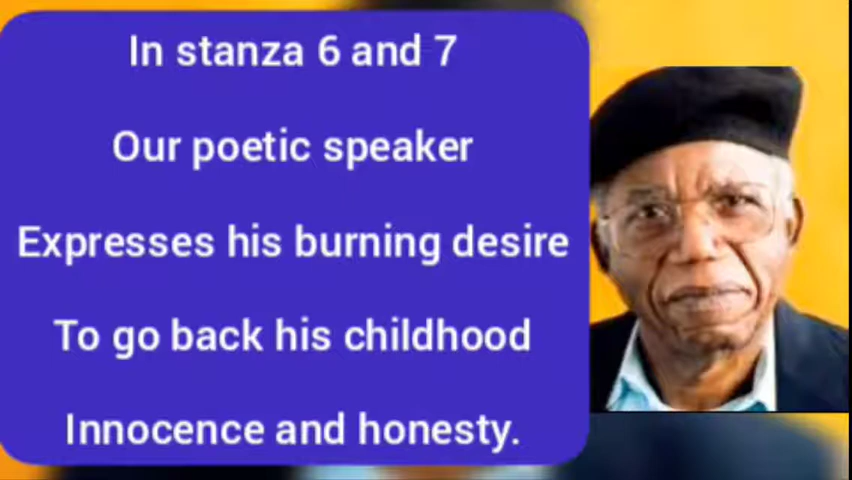 In stanza 6 and 7
Our poetic speaker
Expresses his burning desire
To go back his childhood
Innocence and honesty.